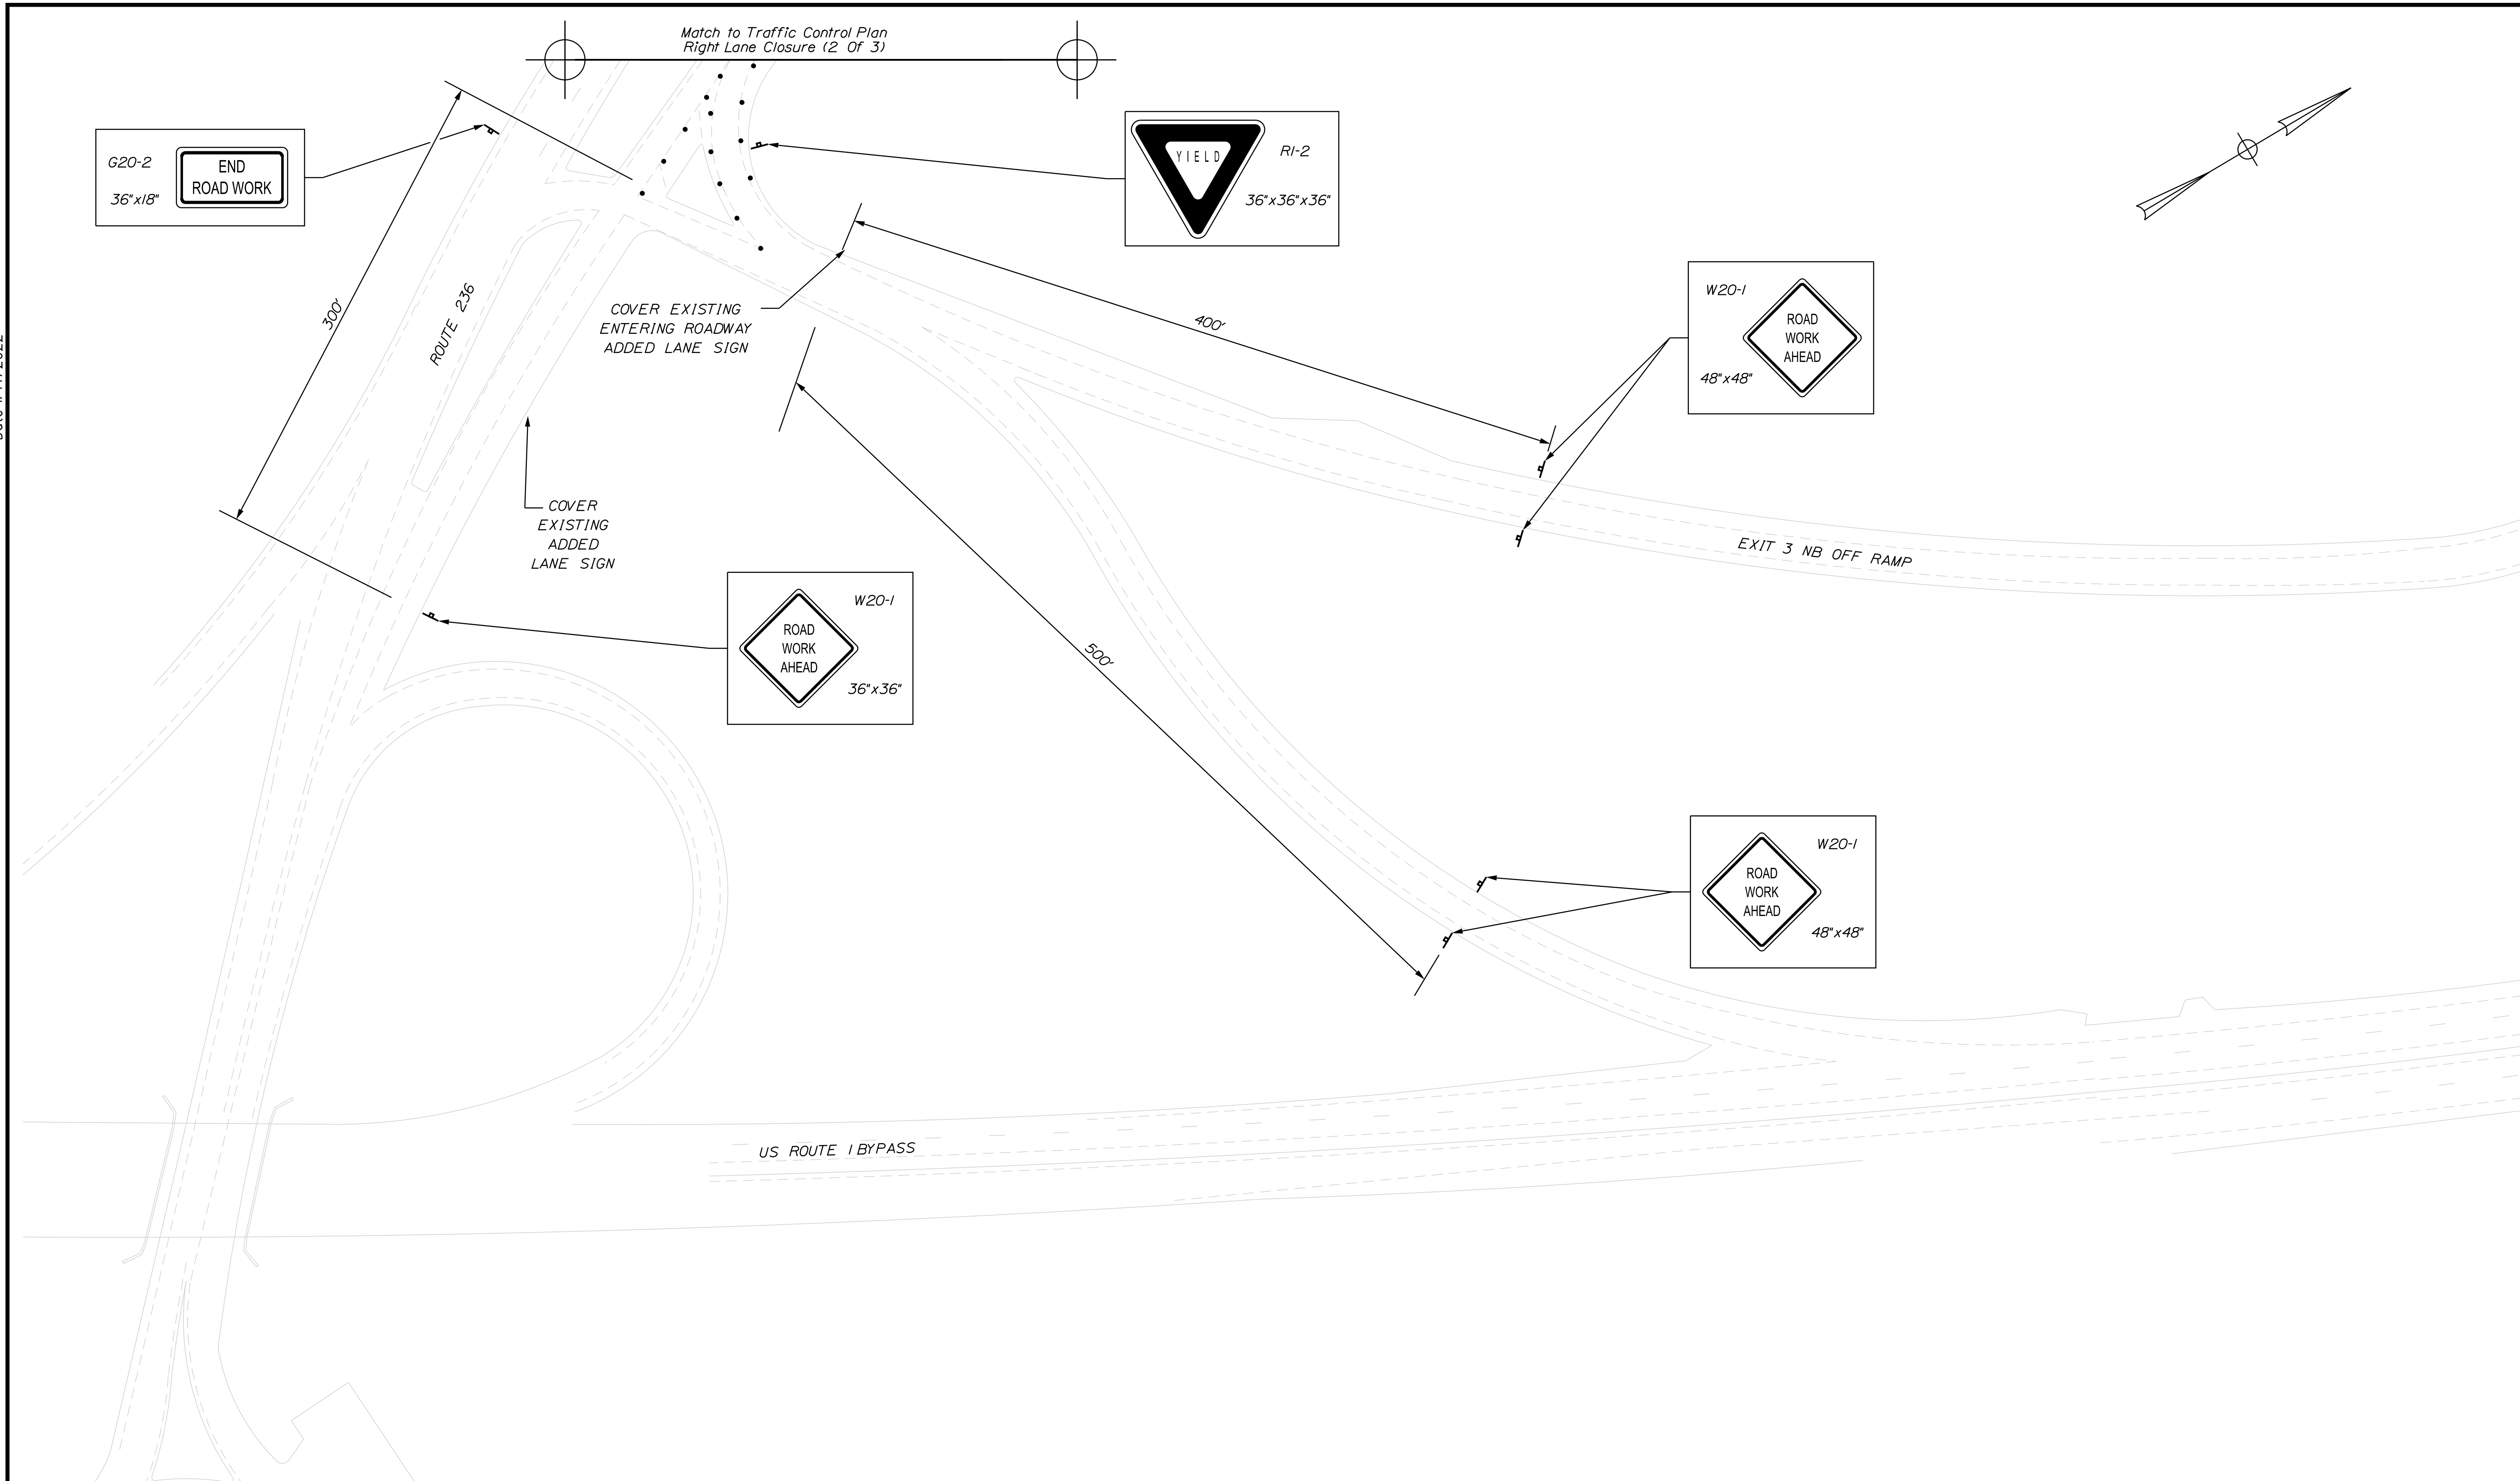 Match to Traffic Control Plan
Right Lane Closure (2 Of 3)
G20-2
36"x18"
END
ROAD WORK
YIELD
R1-2
36"x36"x36"
300'
ROUTE 236
COVER EXISTING
ENTERING ROADWAY
ADDED LANE SIGN
400'
W20-1
48"x48"
ROAD
WORK
AHEAD
COVER
EXISTING
ADDED
LANE SIGN
EXIT 3 NB OFF RAMP
W20-1
36"x36"
ROAD
WORK
AHEAD
500'
W20-1
48"x48"
ROAD
WORK
AHEAD
US ROUTE 1 BYPASS